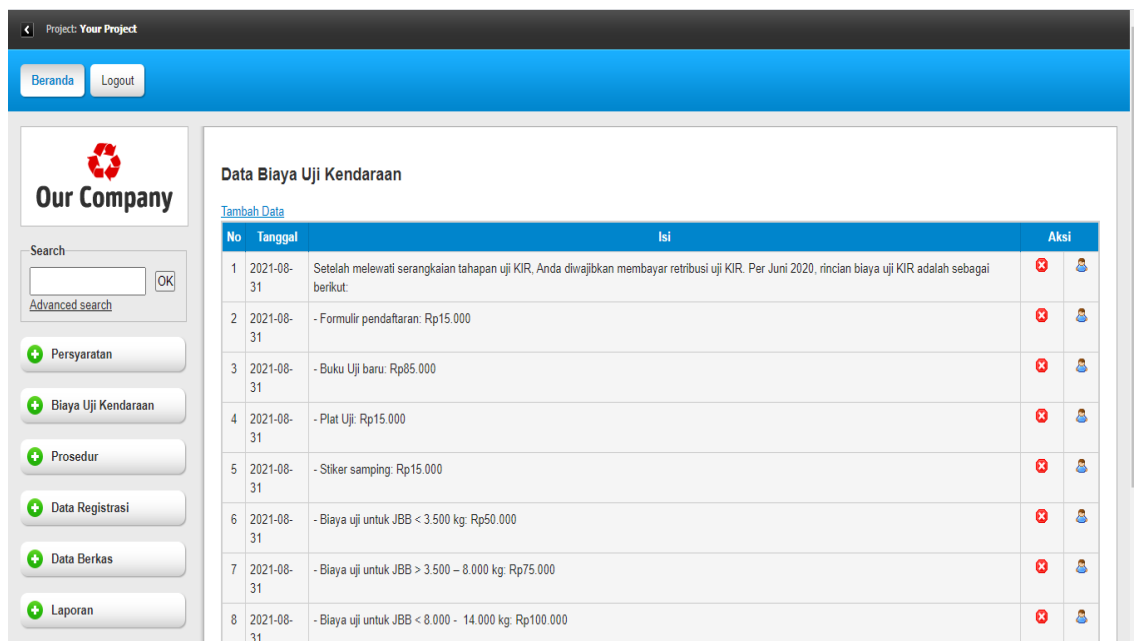 Project: Your Project
Beranda
Logout
Our Company
Search
OK
Advanced search
Persyaratan
Biaya Uji Kendaraan
Prosedur
Data Registrasi
Data Berkas
Laporan
Data Biaya Uji Kendaraan
Tambah Data
No Tanggal Isi Aksi
1 2021-08- Setelah melewati serangkaian tahapan uji KIR, Anda diwajibkan membayar retribusi uji KIR. Per Juni 2020, rincian biaya uji KIR adalah sebagai
31 berikut:
2 2021-08- - Formulir pendaftaran: Rp15.000
31
3 2021-08- - Buku Uji baru: Rp85.000
31
4 2021-08- - Plat Uji: Rp15.000
31
5 2021-08- - Stiker samping: Rp15.000
31
6 2021-08- - Biaya uji untuk JBB < 3.500 kg: Rp50.000
31
7 2021-08- - Biaya uji untuk JBB > 3.500 – 8.000 kg: Rp75.000
31
8 2021-08- - Biaya uji untuk JBB < 8.000 - 14.000 kg: Rp100.000
31